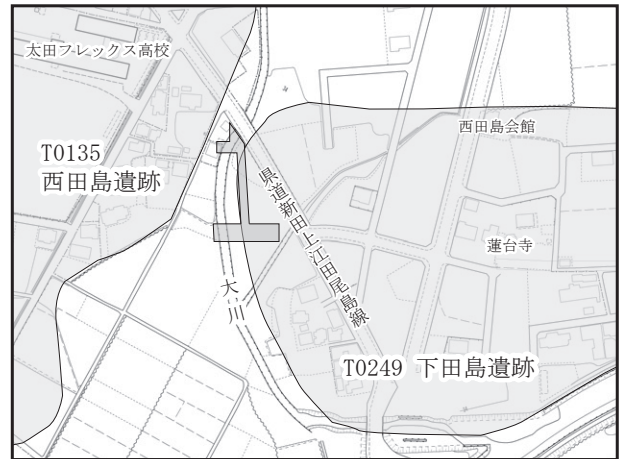 太田フレックス高校
西田島会館
T0135
西田島遺跡
県道新田上江田尾島線
蓮台寺
大川
T0249 下田島遺跡